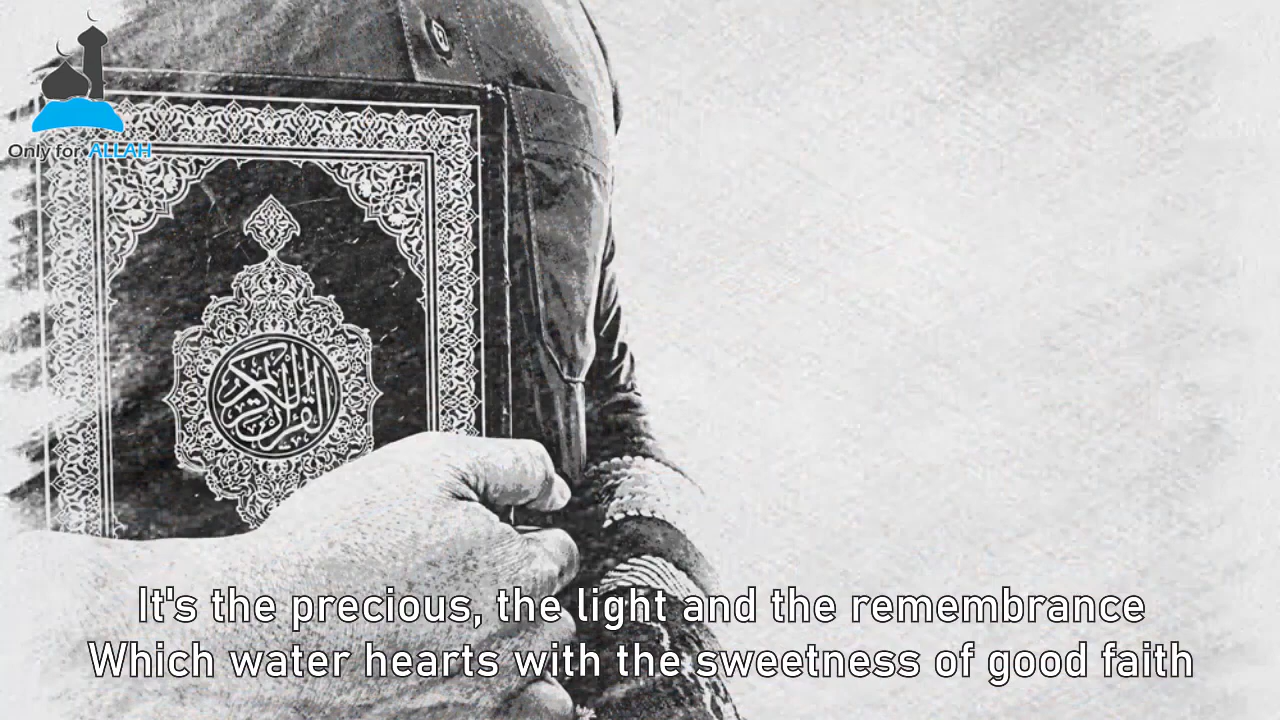 Only for ALLAH
القرآن الكريم
It's the precious, the light and the remembrance
Which water hearts with the sweetness of good faith